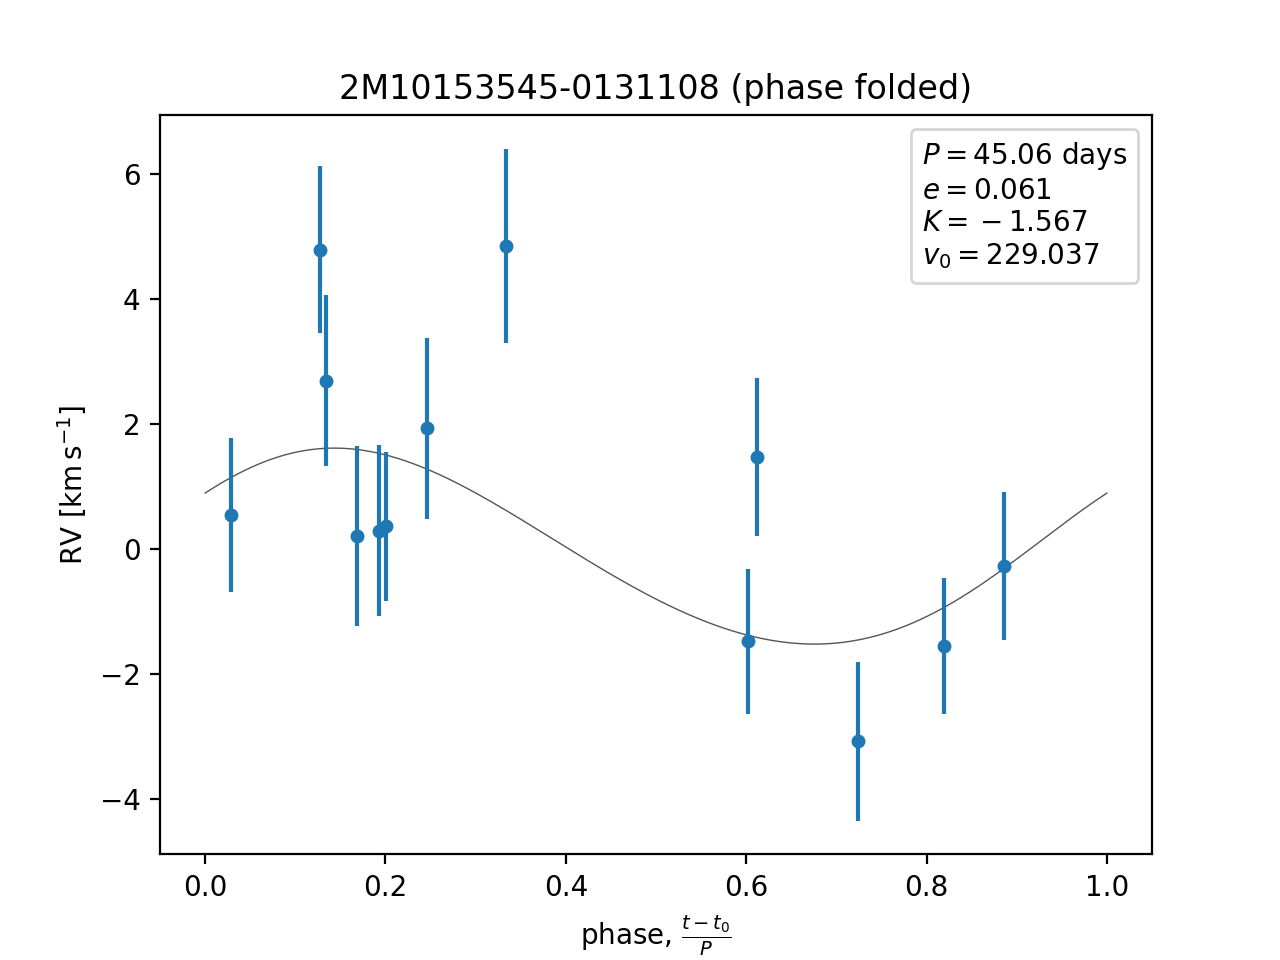 2M10153545-0131108 (phase folded)
P = 45.06 days
e = 0.061
K = −1.567
v₀ = 229.037
RV [km s⁻¹]
6
4
2
0
−2
−4
0.0 0.2 0.4 0.6 0.8 1.0
phase, (t − t₀)/P